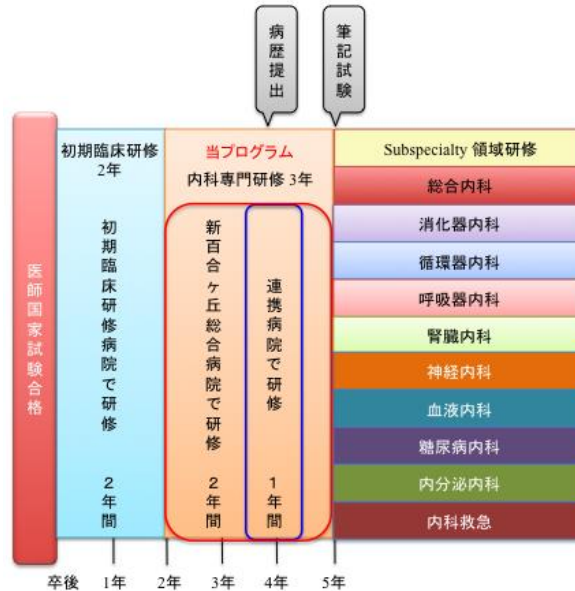 病歴提出
筆記試験
医師国家試験合格
初期臨床研修
2年
初期臨床研修病院で研修 2年間
当プログラム
内科専門研修 3年
新百合ヶ丘総合病院で研修 2年間
連携病院で研修 1年間
Subspecialty 領域研修
総合内科
消化器内科
循環器内科
呼吸器内科
腎臓内科
神経内科
血液内科
糖尿病内科
内分泌内科
内科救急
卒後 1年 2年 3年 4年 5年